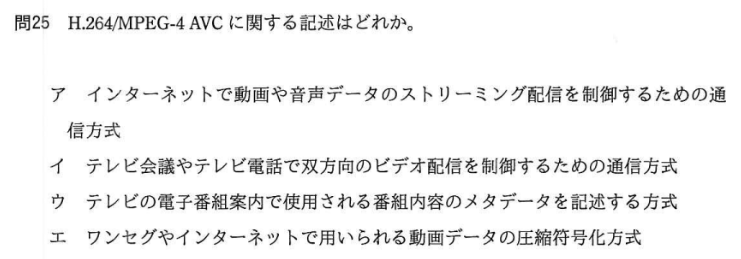 問25　H.264/MPEG-4 AVC に関する記述はどれか。
ア　インターネットで動画や音声データのストリーミング配信を制御するための通
信方式
イ　テレビ会議やテレビ電話で双方向のビデオ配信を制御するための通信方式
ウ　テレビの電子番組案内で使用される番組内容のメタデータを記述する方式
エ　ワンセグやインターネットで用いられる動画データの圧縮符号化方式